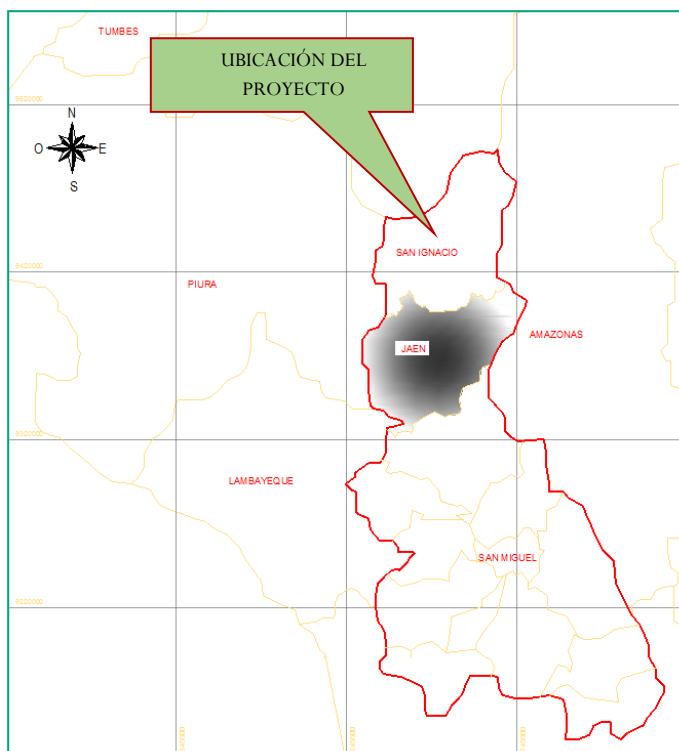 TUMBES
UBICACIÓN DEL
PROYECTO
N
O
E
S
SAN IGNACIO
PIURA
AMAZONAS
JAEN
LAMBAYEQUE
SAN MIGUEL